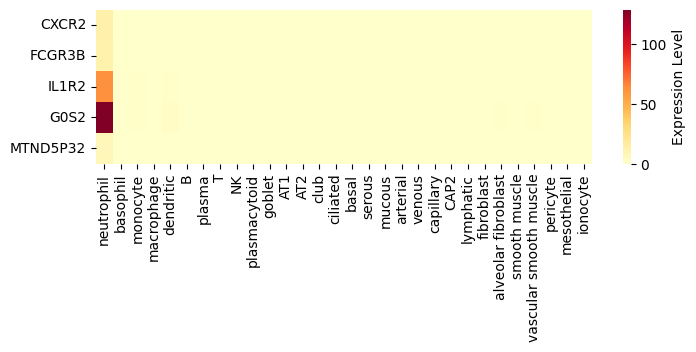 CXCR2
FCGR3B
IL1R2
G0S2
MTND5P32
neutrophil
basophil
monocyte
macrophage
dendritic
B
plasma
T
NK
plasmacytoid
goblet
AT1
AT2
club
ciliated
basal
serous
mucous
arterial
venous
capillary
CAP2
lymphatic
fibroblast
alveolar fibroblast
smooth muscle
vascular smooth muscle
pericyte
mesothelial
ionocyte
100
50
0
Expression Level